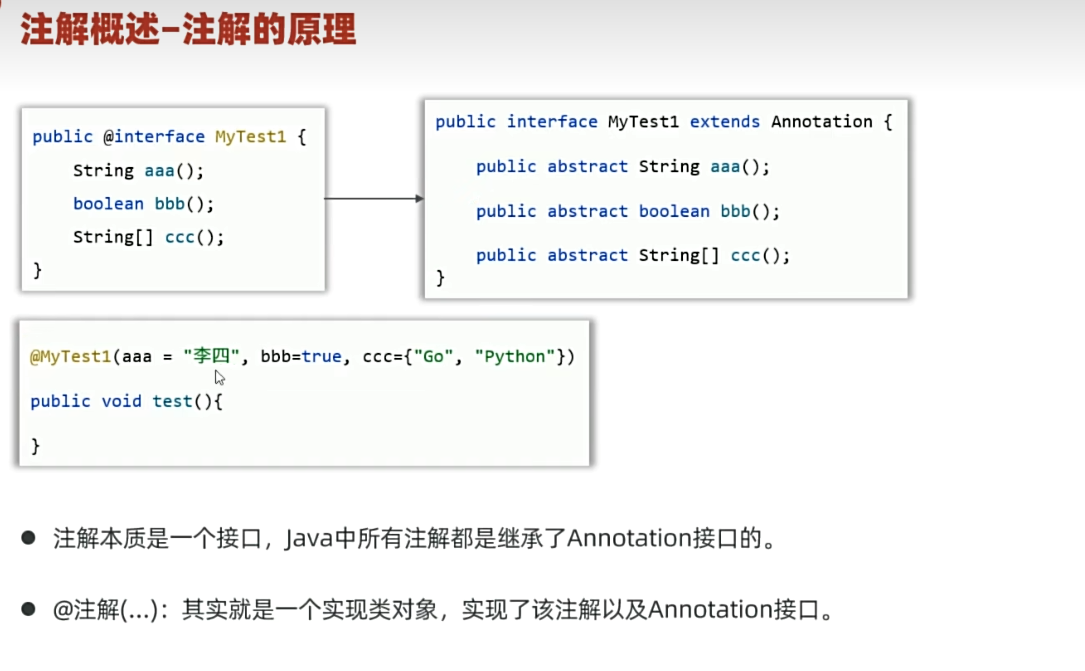 注解概述-注解的原理
public @interface MyTest1 {
String aaa();
boolean bbb();
String[] ccc();
}
public interface MyTest1 extends Annotation {
public abstract String aaa();
public abstract boolean bbb();
public abstract String[] ccc();
}
@MyTest1(aaa = "李四", bbb=true, ccc={"Go", "Python"})
public void test(){
}
● 注解本质是一个接口，Java中所有注解都是继承了Annotation接口的。
● @注解(...)：其实就是一个实现类对象，实现了该注解以及Annotation接口。